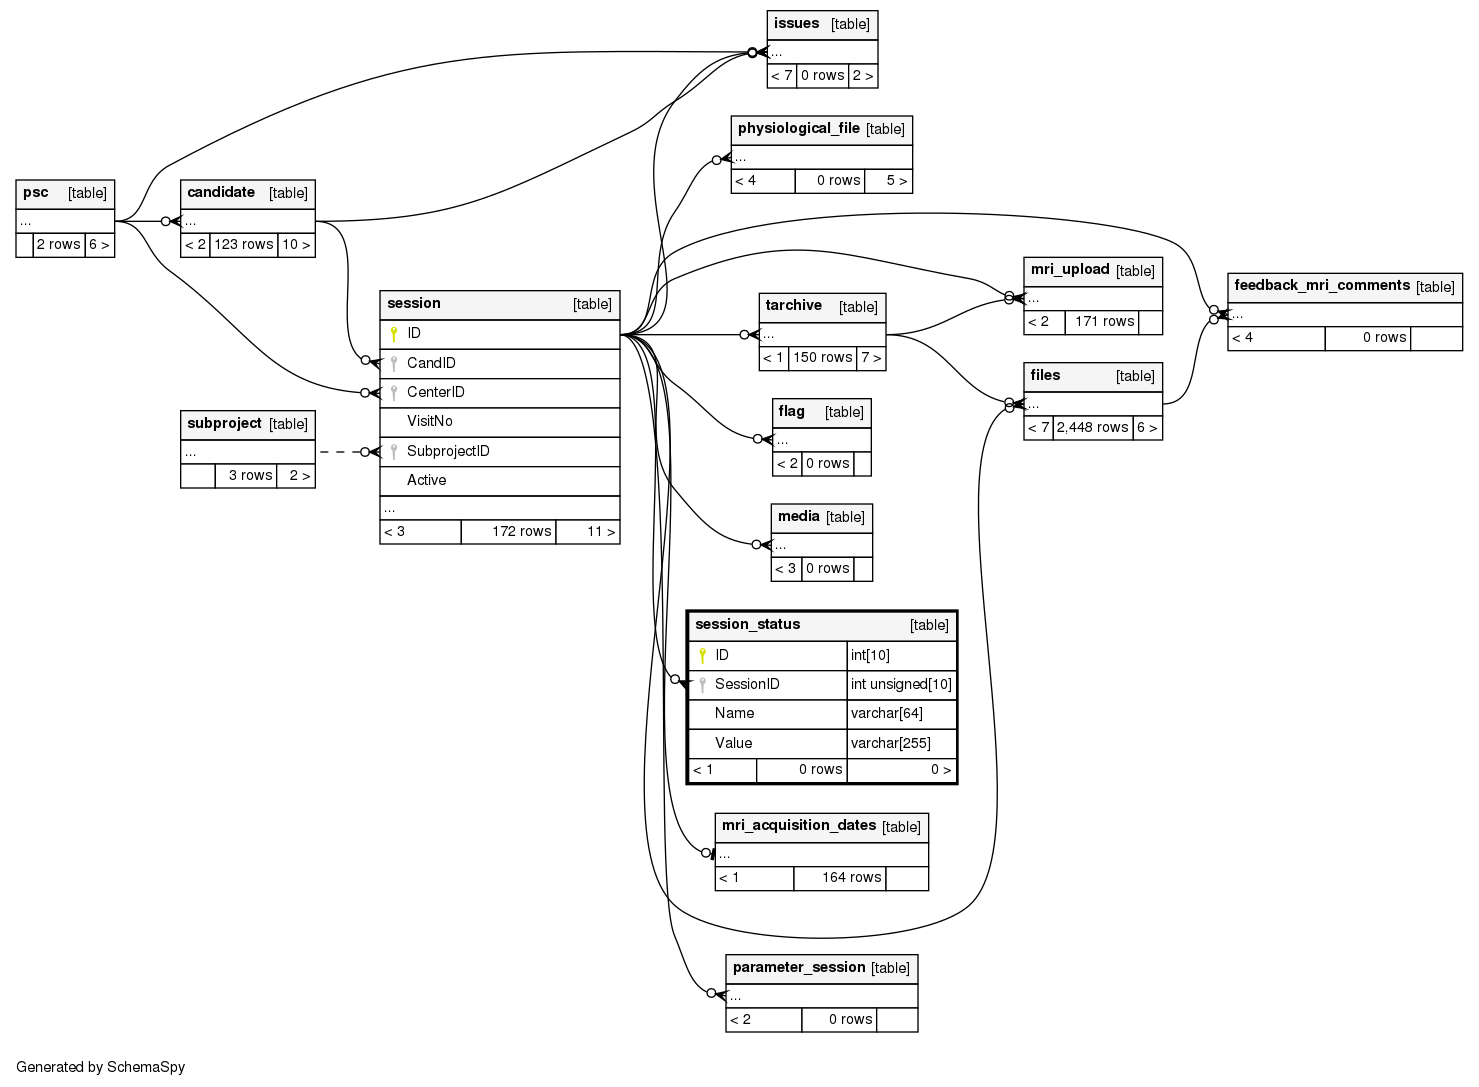 issues [table]
...
< 7 0 rows 2 >
physiological_file [table]
...
< 4 0 rows 5 >
psc [table]
...
2 rows 6 >
candidate [table]
...
< 2 123 rows 10 >
session [table]
ID
CandID
CenterID
VisitNo
SubprojectID
Active
...
< 3 172 rows 11 >
subproject [table]
...
3 rows 2 >
tarchive [table]
...
< 1 150 rows 7 >
mri_upload [table]
...
< 2 171 rows
feedback_mri_comments [table]
...
< 4 0 rows
files [table]
...
< 7 2,448 rows 6 >
flag [table]
...
< 2 0 rows
media [table]
...
< 3 0 rows
session_status [table]
ID int[10]
SessionID int unsigned[10]
Name varchar[64]
Value varchar[255]
< 1 0 rows 0 >
mri_acquisition_dates [table]
...
< 1 164 rows
parameter_session [table]
...
< 2 0 rows
Generated by SchemaSpy